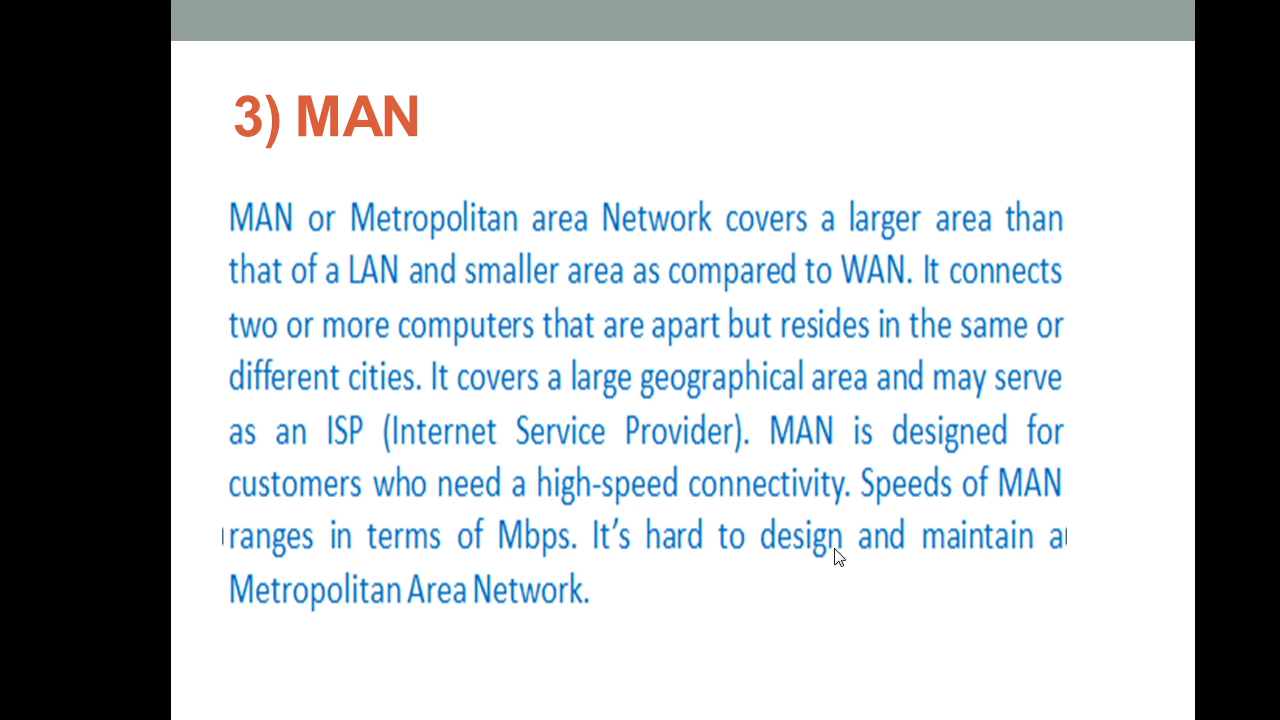 3) MAN
MAN or Metropolitan area Network covers a larger area than
that of a LAN and smaller area as compared to WAN. It connects
two or more computers that are apart but resides in the same or
different cities. It covers a large geographical area and may serve
as an ISP (Internet Service Provider). MAN is designed for
customers who need a high-speed connectivity. Speeds of MAN
ranges in terms of Mbps. It’s hard to design and maintain a
Metropolitan Area Network.